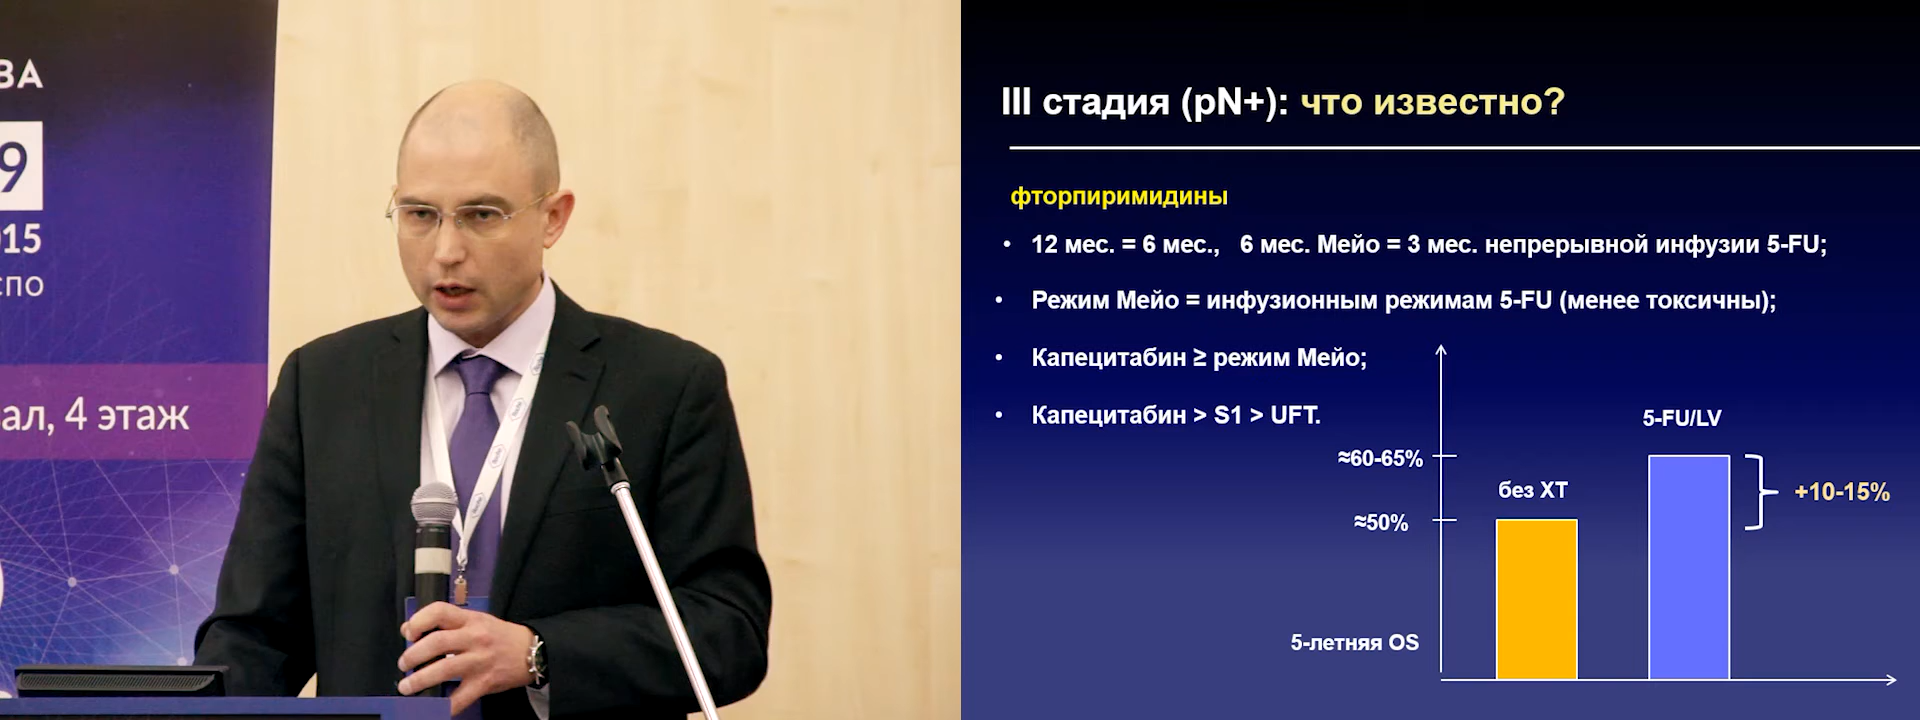 ВА
9
015
спо
ал, 4 этаж
III стадия (pN+): что известно?
фторпиримидины
• 12 мес. = 6 мес., 6 мес. Мейо = 3 мес. непрерывной инфузии 5-FU;
• Режим Мейо = инфузионным режимам 5-FU (менее токсичны);
• Капецитабин ≥ режим Мейо;
• Капецитабин > S1 > UFT.
5-FU/LV
≈60-65%
без ХТ
+10-15%
≈50%
5-летняя OS